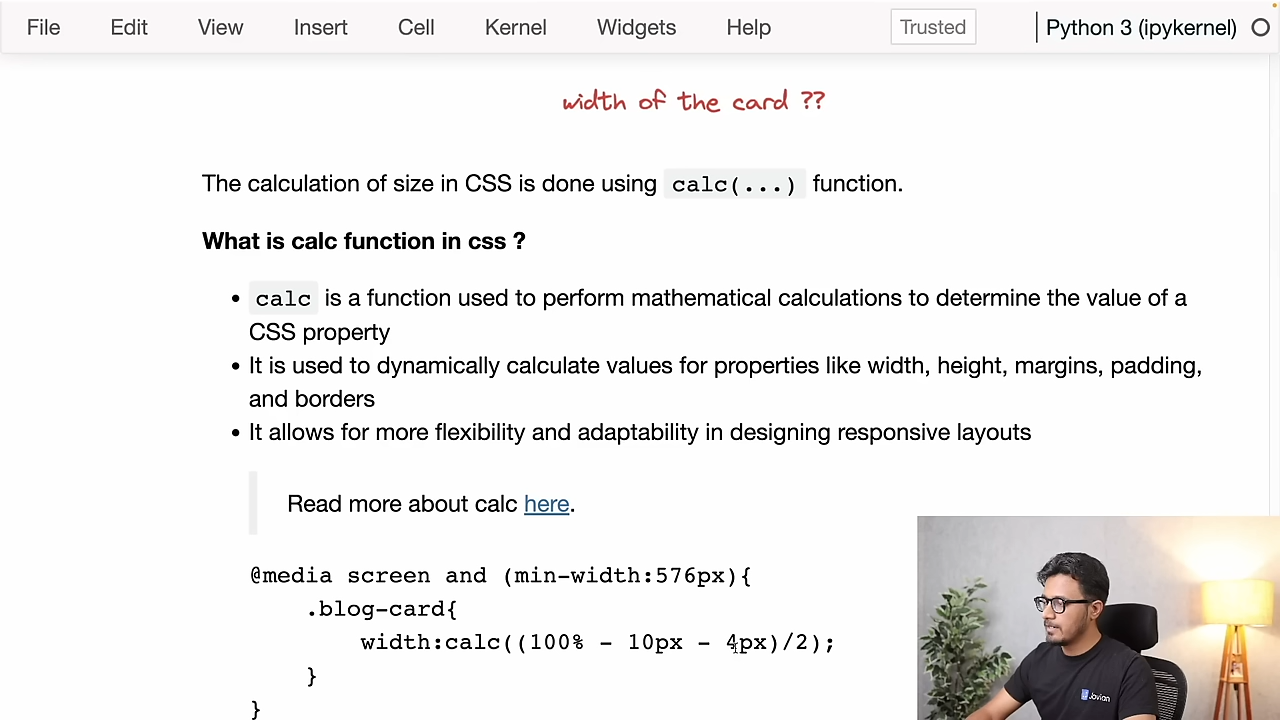 File Edit View Insert Cell Kernel Widgets Help Trusted Python 3 (ipykernel)
width of the card ??
The calculation of size in CSS is done using calc(...) function.
What is calc function in css ?
• calc is a function used to perform mathematical calculations to determine the value of a
CSS property
• It is used to dynamically calculate values for properties like width, height, margins, padding,
and borders
• It allows for more flexibility and adaptability in designing responsive layouts
Read more about calc here.
@media screen and (min-width:576px){
.blog-card{
width:calc((100% - 10px - 4px)/2);
}
}
Jovian